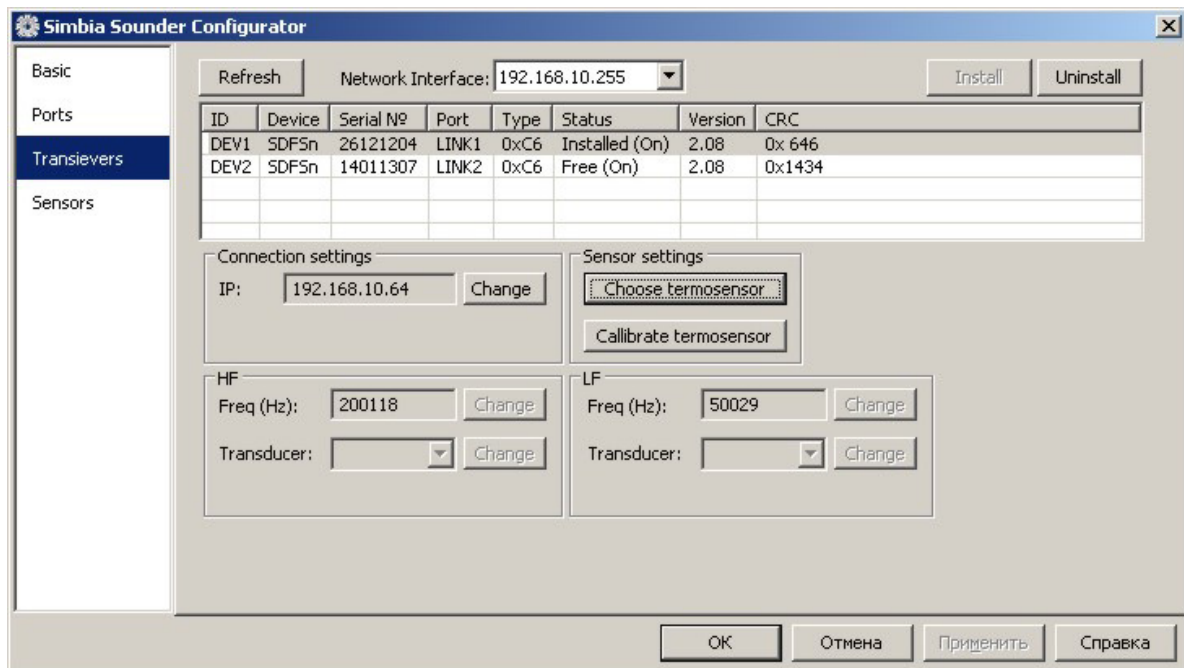 Simbia Sounder Configurator
Basic
Ports
Transievers
Sensors
Refresh Network Interface: 192.168.10.255 Install Uninstall
ID Device Serial Nº Port Type Status Version CRC
DEV1 SDFSn 26121204 LINK1 0xC6 Installed (On) 2.08 0x 646
DEV2 SDFSn 14011307 LINK2 0xC6 Free (On) 2.08 0x1434
Connection settings Sensor settings
IP: 192.168.10.64 Change Choose termosensor
Callibrate termosensor
HF LF
Freq (Hz): 200118 Change Freq (Hz): 50029 Change
Transducer: Change Transducer: Change
OK Отмена Применить Справка